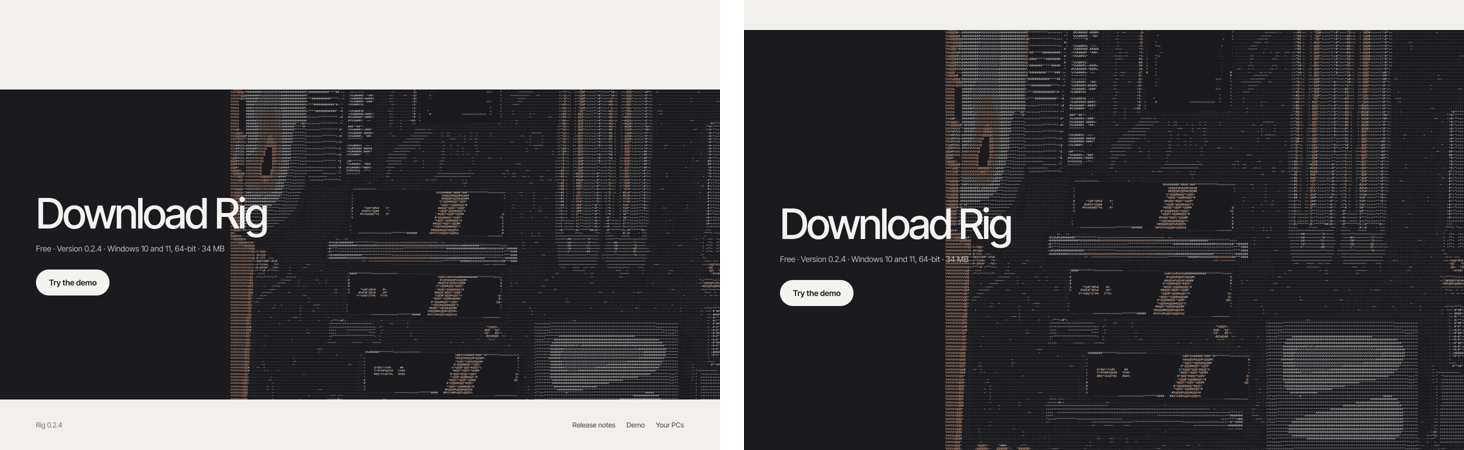 Download Rig
Free · Version 0.2.4 · Windows 10 and 11, 64-bit · 34 MB
Try the demo
Rig 0.2.4
Release notes Demo Your PCs
Download Rig
Free · Version 0.2.4 · Windows 10 and 11, 64-bit · 34 MB
Try the demo